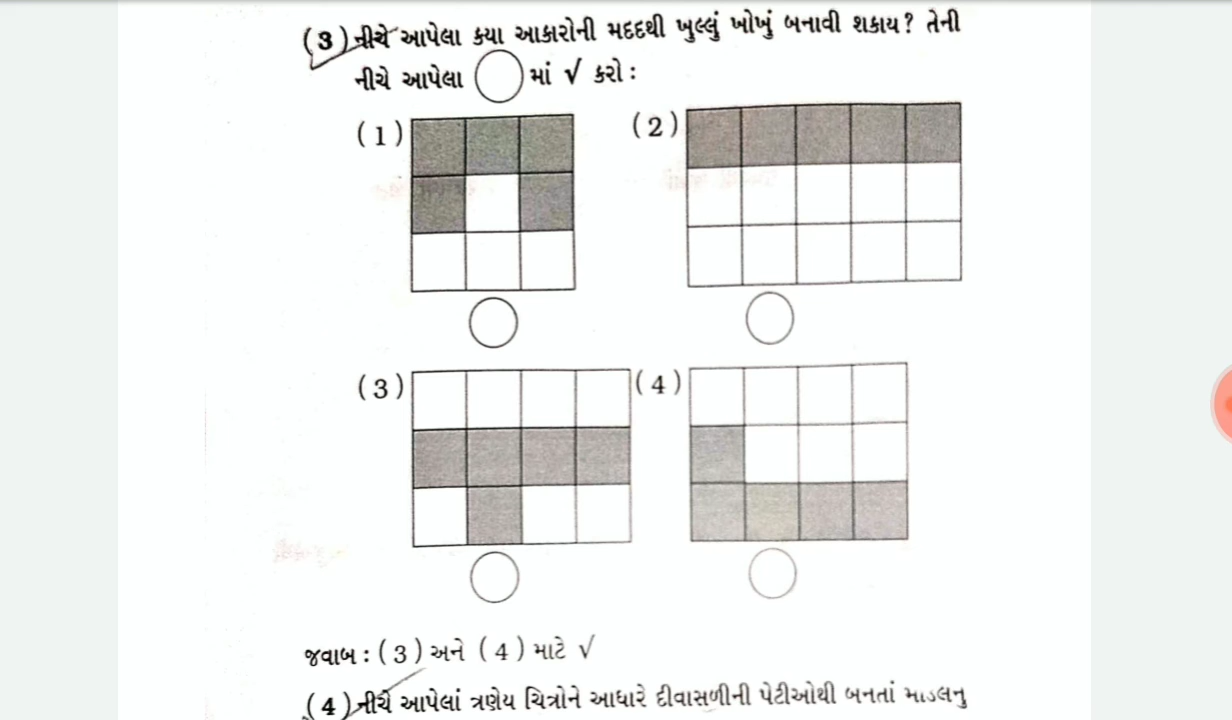 (3) નીચે આપેલા કયા આકારોની મદદથી ખુલ્લું ખોખું બનાવી શકાય? તેની
નીચે આપેલા માં √ કરો :
(1) (2)
(3) (4)
જવાબ : (3) અને (4) માટે √
(4) નીચે આપેલાં ત્રણેય ચિત્રોને આધારે દીવાસળીની પેટીઓથી બનતાં